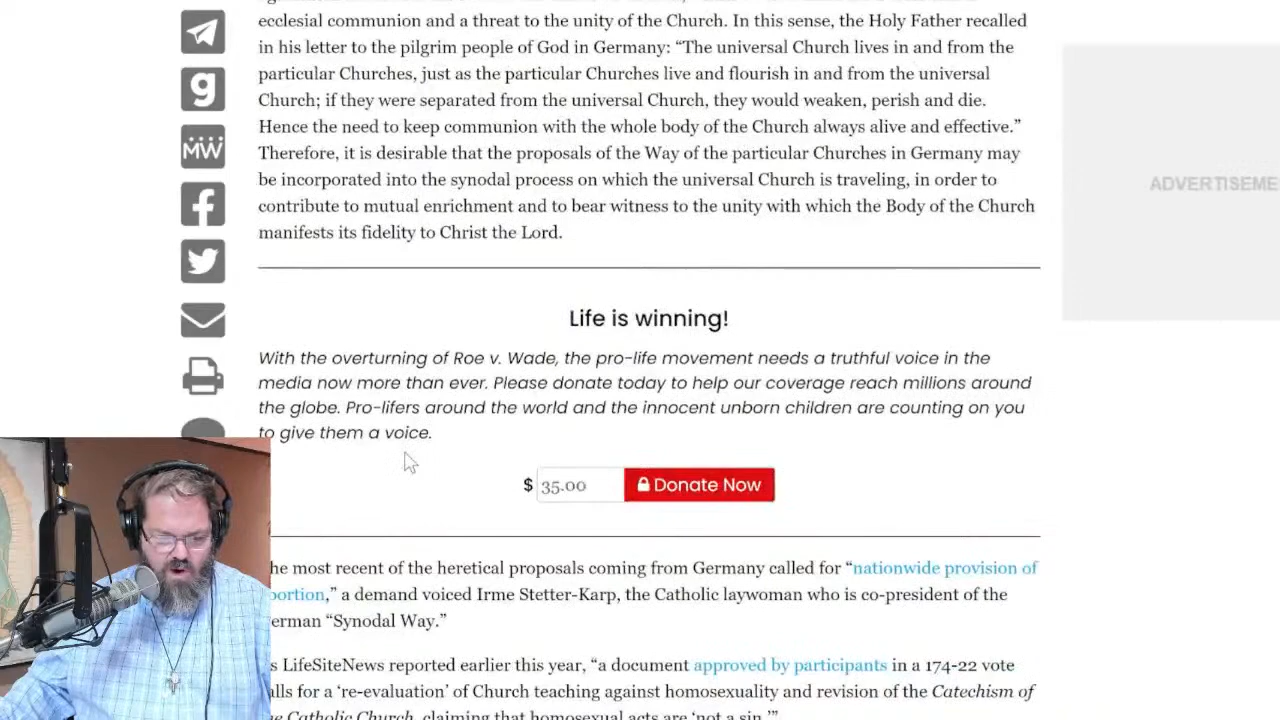 ecclesial communion and a threat to the unity of the Church. In this sense, the Holy Father recalled
in his letter to the pilgrim people of God in Germany: “The universal Church lives in and from the
particular Churches, just as the particular Churches live and flourish in and from the universal
Church; if they were separated from the universal Church, they would weaken, perish and die.
Hence the need to keep communion with the whole body of the Church always alive and effective.”
Therefore, it is desirable that the proposals of the Way of the particular Churches in Germany may
be incorporated into the synodal process on which the universal Church is traveling, in order to
contribute to mutual enrichment and to bear witness to the unity with which the Body of the Church
manifests its fidelity to Christ the Lord.
ADVERTISEME
g
MW
Life is winning!
With the overturning of Roe v. Wade, the pro-life movement needs a truthful voice in the
media now more than ever. Please donate today to help our coverage reach millions around
the globe. Pro-lifers around the world and the innocent unborn children are counting on you
to give them a voice.
$ 35.00 Donate Now
he most recent of the heretical proposals coming from Germany called for “nationwide provision of
bortion,” a demand voiced Irme Stetter-Karp, the Catholic laywoman who is co-president of the
erman “Synodal Way.”
s LifeSiteNews reported earlier this year, “a document approved by participants in a 174-22 vote
alls for a ‘re-evaluation’ of Church teaching against homosexuality and revision of the Catechism of
he Catholic Church, claiming that homosexual acts are ‘not a sin.’”